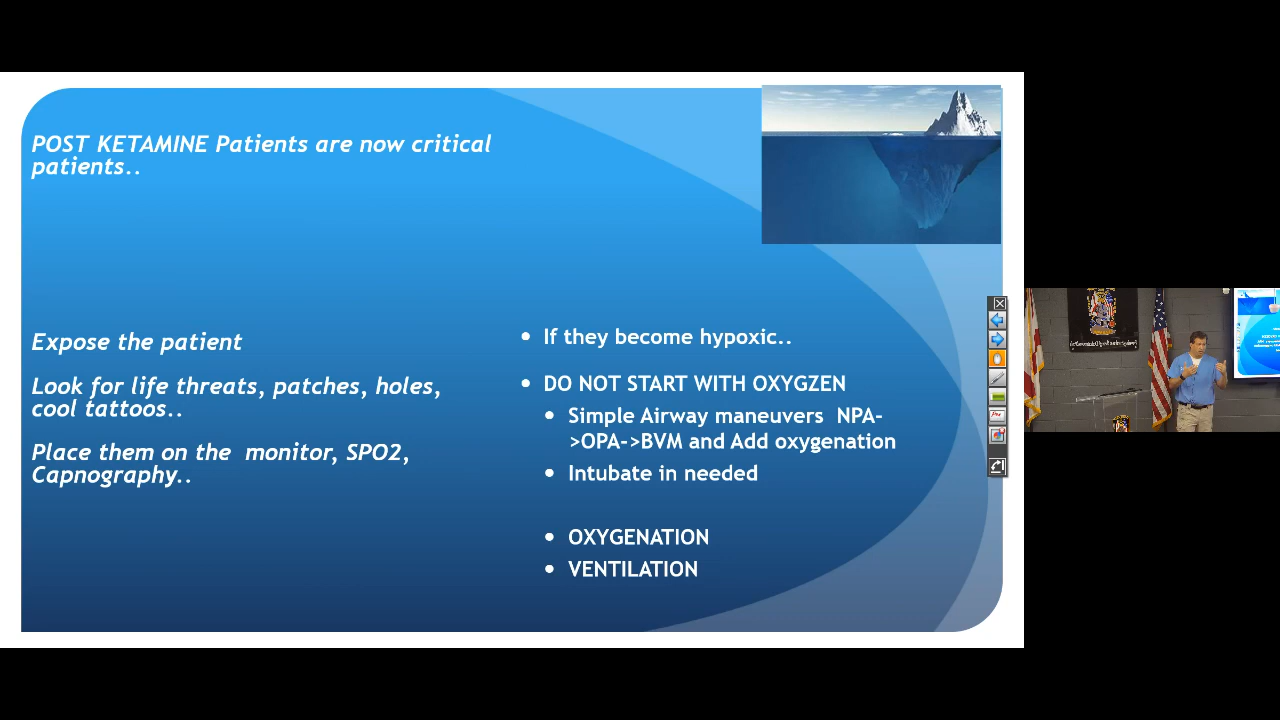 POST KETAMINE Patients are now critical
patients..
Expose the patient
Look for life threats, patches, holes,
cool tattoos..
Place them on the  monitor, SPO2,
Capnography..
• If they become hypoxic..
• DO NOT START WITH OXYGZEN
• Simple Airway maneuvers  NPA-
>OPA->BVM and Add oxygenation
• Intubate in needed
• OXYGENATION
• VENTILATION